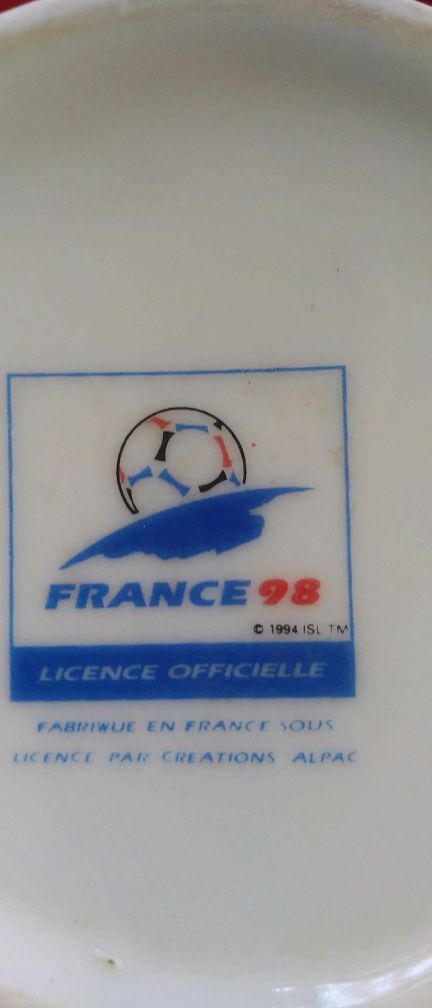 FRANCE 98
© 1994 ISL TM
LICENCE OFFICIELLE
FABRIWUE EN FRANCE SOUS
LICENCE PAR CREATIONS ALPAC